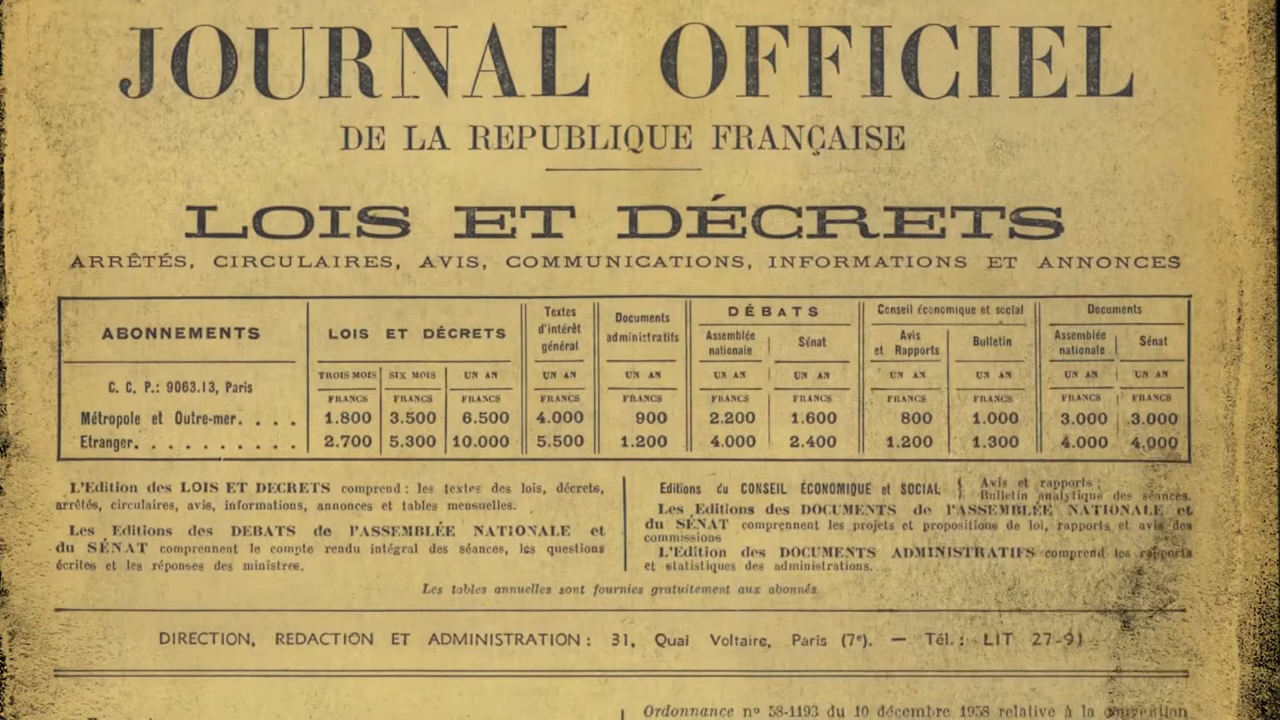 JOURNAL OFFICIEL
DE LA REPUBLIQUE FRANÇAISE
LOIS ET DÉCRETS
ARRÊTÉS, CIRCULAIRES, AVIS, COMMUNICATIONS, INFORMATIONS ET ANNONCES
ABONNEMENTS LOIS ET DÉCRETS Textes d'intérêt général Documents administratifs DÉBATS Assemblée nationale Sénat Conseil économique et social Avis et Rapports Bulletin Documents Assemblée nationale Sénat
C. C. P.: 9063.13, Paris TROIS MOIS SIX MOIS UN AN UN AN UN AN UN AN UN AN UN AN UN AN UN AN UN AN
FRANCS FRANCS FRANCS FRANCS FRANCS FRANCS FRANCS FRANCS FRANCS FRANCS FRANCS
Métropole et Outre-mer. . . . 1.800 3.500 6.500 4.000 900 2.200 1.600 800 1.000 3.000 3.000
Etranger. . . . . . . . . . . 2.700 5.300 10.000 5.500 1.200 4.000 2.400 1.200 1.300 4.000 4.000
L'Edition des LOIS ET DECRETS comprend : les textes des lois, décrets,
arrêtés, circulaires, avis, informations, annonces et tables mensuelles.
Les Editions des DEBATS de l'ASSEMBLÉE NATIONALE et
du SÉNAT comprennent le compte rendu intégral des séances, les questions
écrites et les réponses des ministres.
Editions du CONSEIL ÉCONOMIQUE et SOCIAL { Avis et rapports ;
Bulletin analytique des séances.
Les Editions des DOCUMENTS de l'ASSEMBLÉE NATIONALE et
du SÉNAT comprennent les projets et propositions de loi, rapports et avis des
commissions
L'Edition des DOCUMENTS ADMINISTRATIFS comprend les rapports
et statistiques des administrations.
Les tables annuelles sont fournies gratuitement aux abonnés.
DIRECTION, REDACTION ET ADMINISTRATION : 31, Quai Voltaire, Paris (7e). — Tél. : LIT 27-91
Ordonnance n° 58-1193 du 10 décembre 1958 relative à la convention